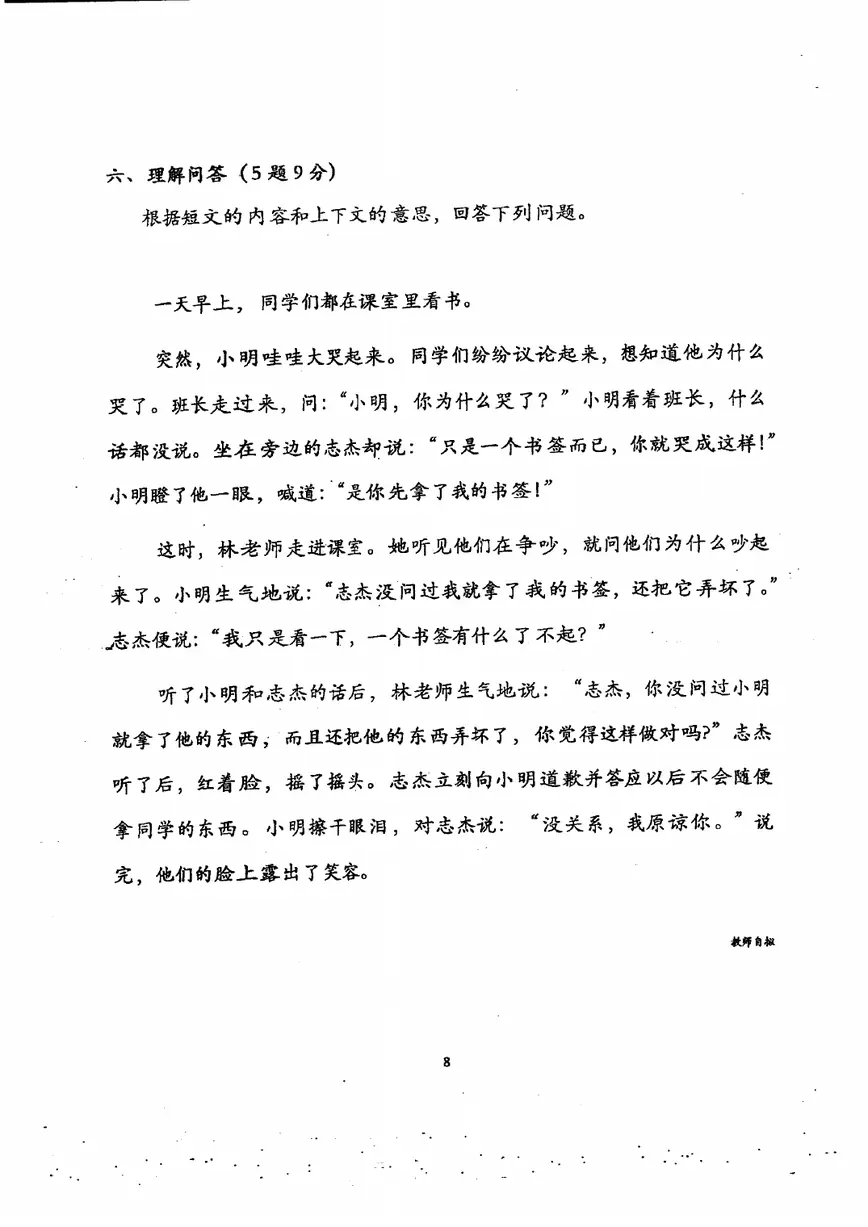 六、理解问答（5题9分）
根据短文的内容和上下文的意思，回答下列问题。
一天早上，同学们都在课室里看书。
突然，小明哇哇大哭起来。同学们纷纷议论起来，想知道他为什么
哭了。班长走过来，问：“小明，你为什么哭了？”小明看着班长，什么
话都没说。坐在旁边的志杰却说：“只是一个书签而已，你就哭成这样！”
小明瞪了他一眼，喊道：“是你先拿了我的书签！”
这时，林老师走进课室。她听见他们在争吵，就问他们为什么吵起
来了。小明生气地说：“志杰没问过我就拿了我的书签，还把它弄坏了。”
志杰便说：“我只是看一下，一个书签有什么了不起？”
听了小明和志杰的话后，林老师生气地说：“志杰，你没问过小明
就拿了他的东西，而且还把他的东西弄坏了，你觉得这样做对吗？”志杰
听了后，红着脸，摇了摇头。志杰立刻向小明道歉并答应以后不会随便
拿同学的东西。小明擦干眼泪，对志杰说：“没关系，我原谅你。”说
完，他们的脸上露出了笑容。
教师自拟
8